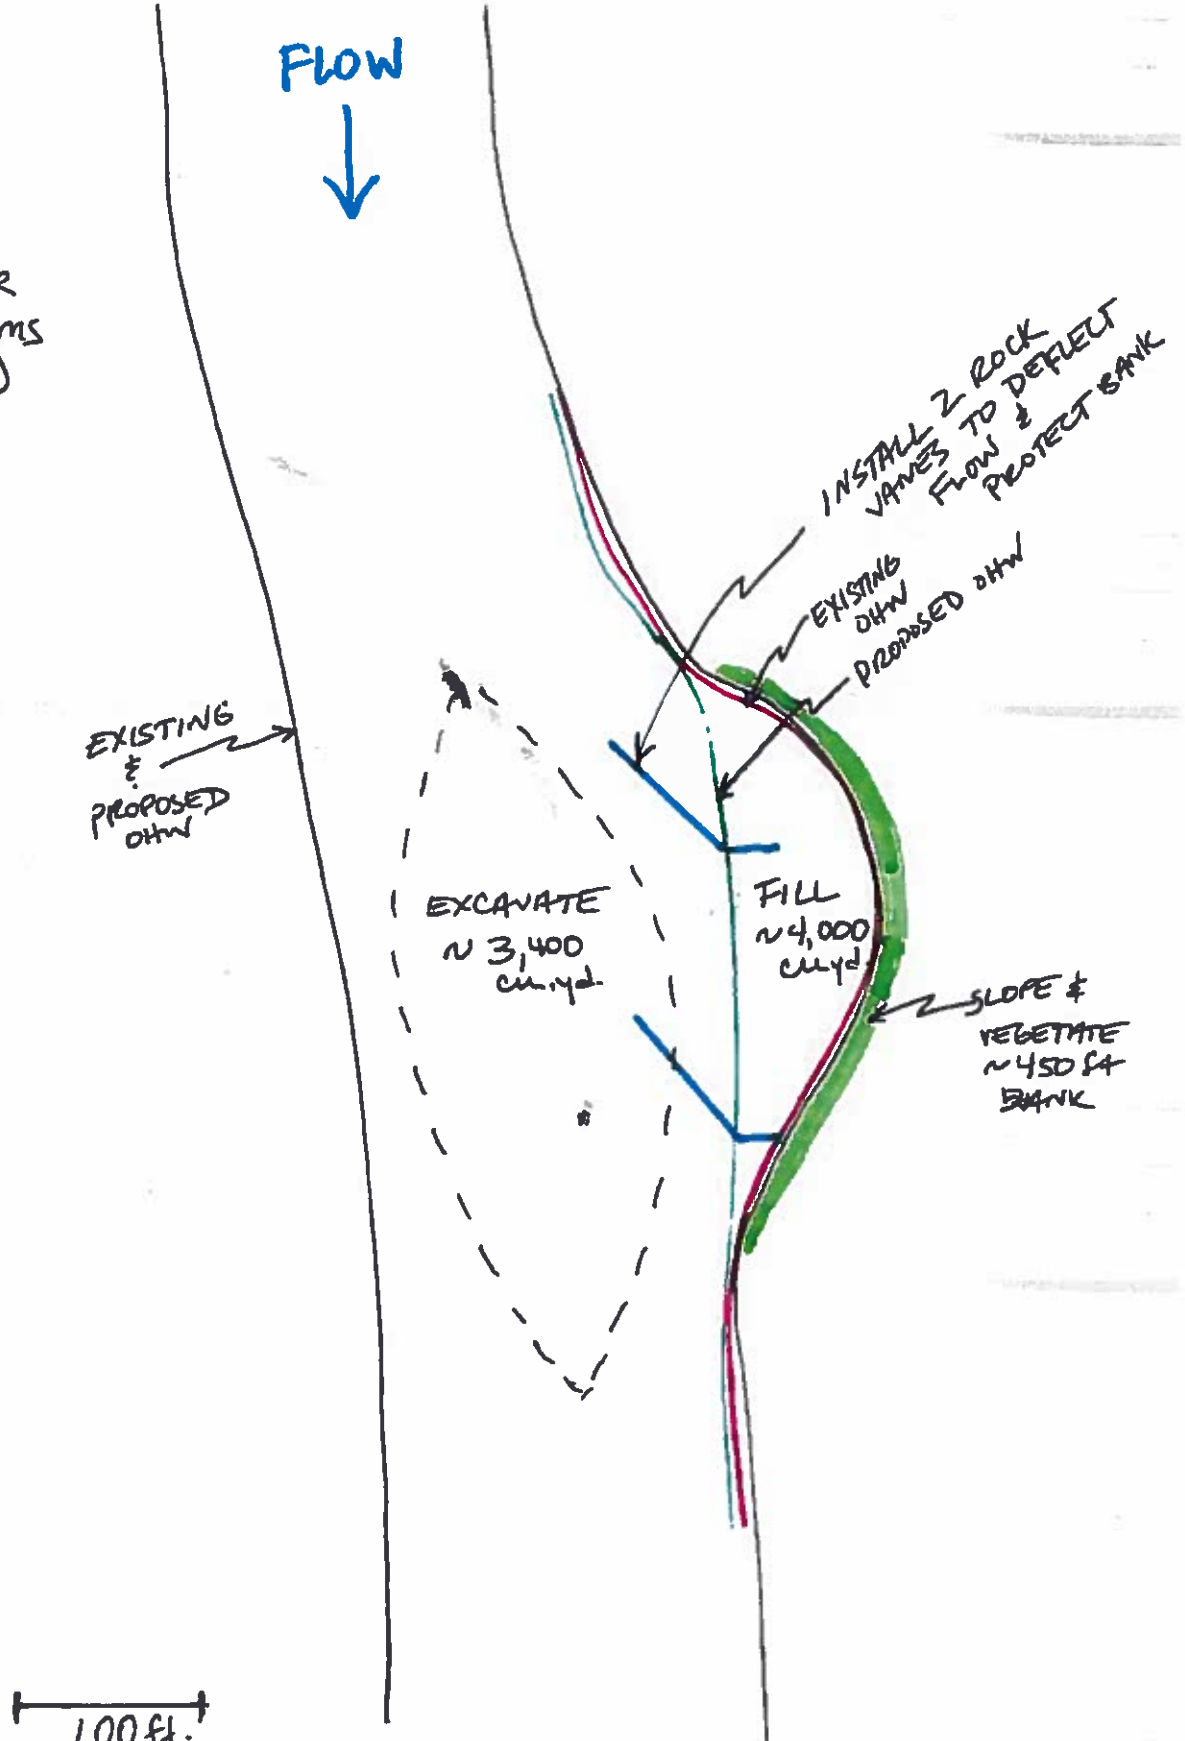 FLOW
INSTALL 2 ROCK
VANES TO DEFLECT
FLOW &
PROTECT BANK
EXISTING
OHW
PROPOSED OHW
EXISTING
&
PROPOSED
OHW
EXCAVATE
~ 3,400
cu.yd.
FILL
~4,000
cu.yd.
SLOPE &
VEGETATE
~450 ft
BANK
100 ft.